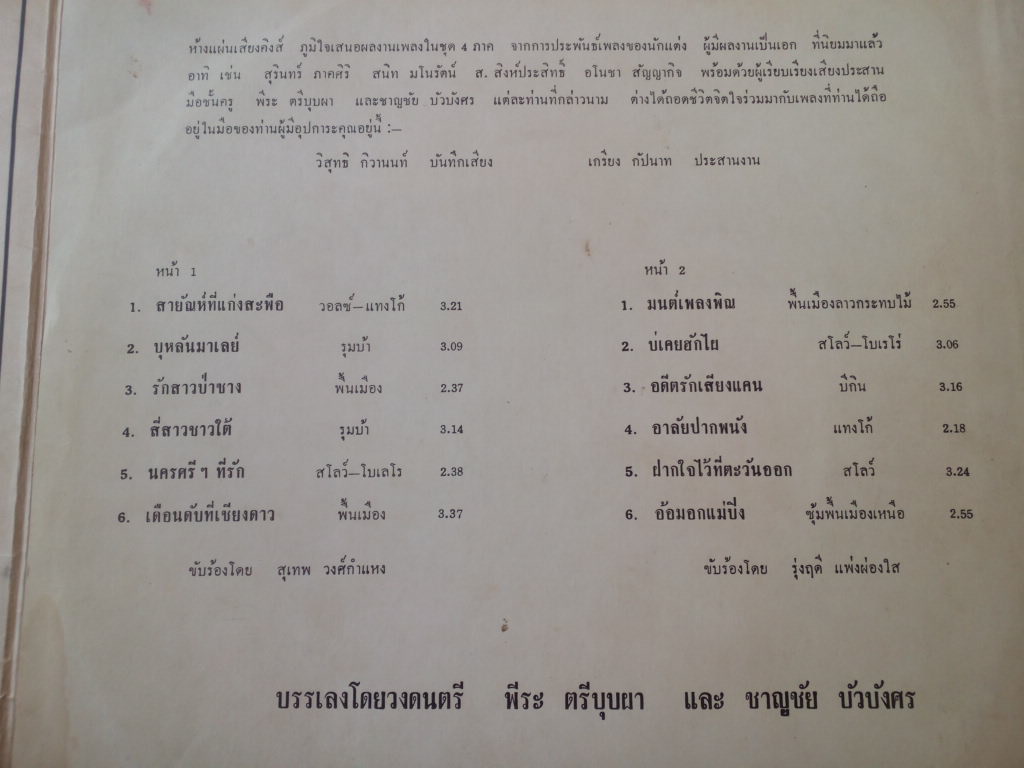 ห้างแผ่นเสียงคิงส์ ภูมิใจเสนอผลงานเพลงในชุด 4 ภาค จากการประพันธ์เพลงของนักแต่ง ผู้มีผลงานเป็นเอก ที่นิยมมาแล้ว
อาทิ เช่น สุรินทร์ ภาคศิริ สนิท มโนรัตน์ ส. สิงห์ประสิทธิ์ อโนชา สัญญากิจ พร้อมด้วยผู้เรียบเรียงเสียงประสาน
มือชั้นครู พีระ ตรีบุบผา และชาญชัย บัวบังศร แต่ละท่านที่กล่าวนาม ต่างได้ถอดชีวิตจิตใจร่วมมากับเพลงที่ท่านได้ถือ
อยู่ในมือของท่านผู้มีอุปการะคุณอยู่นี้ :—
วิสุทธิ กิวานนท์ บันทึกเสียง เกรียง กัปนาท ประสานงาน
หน้า 1
1. สายัณห์ที่แก่งสะพือ วอลซ์—แทงโก้ 3.21
2. บุหลันมาเลย์ รุมบ้า 3.09
3. รักสาวป่าซาง พื้นเมือง 2.37
4. สี่สาวชาวใต้ รุมบ้า 3.14
5. นครศรีฯ ที่รัก สโลว์—โบเลโร 2.38
6. เดือนดับที่เชียงดาว พื้นเมือง 3.37
ขับร้องโดย สุเทพ วงศ์กำแหง
หน้า 2
1. มนต์เพลงพิณ พื้นเมืองลาวกระทบไม้ 2.55
2. บ่เคยฮักไผ สโลว์—โบเรโร่ 3.06
3. อดีตรักเสียงแคน บีกิน 3.16
4. อาลัยปากพนัง แทงโก้ 2.18
5. ฝากใจไว้ที่ตะวันออก สโลว์ 3.24
6. อ้อมอกแม่ปิง ซุ้มพื้นเมืองเหนือ 2.55
ขับร้องโดย รุ่งฤดี แพ่งผ่องใส
บรรเลงโดยวงดนตรี พีระ ตรีบุบผา และ ชาญชัย บัวบังศร